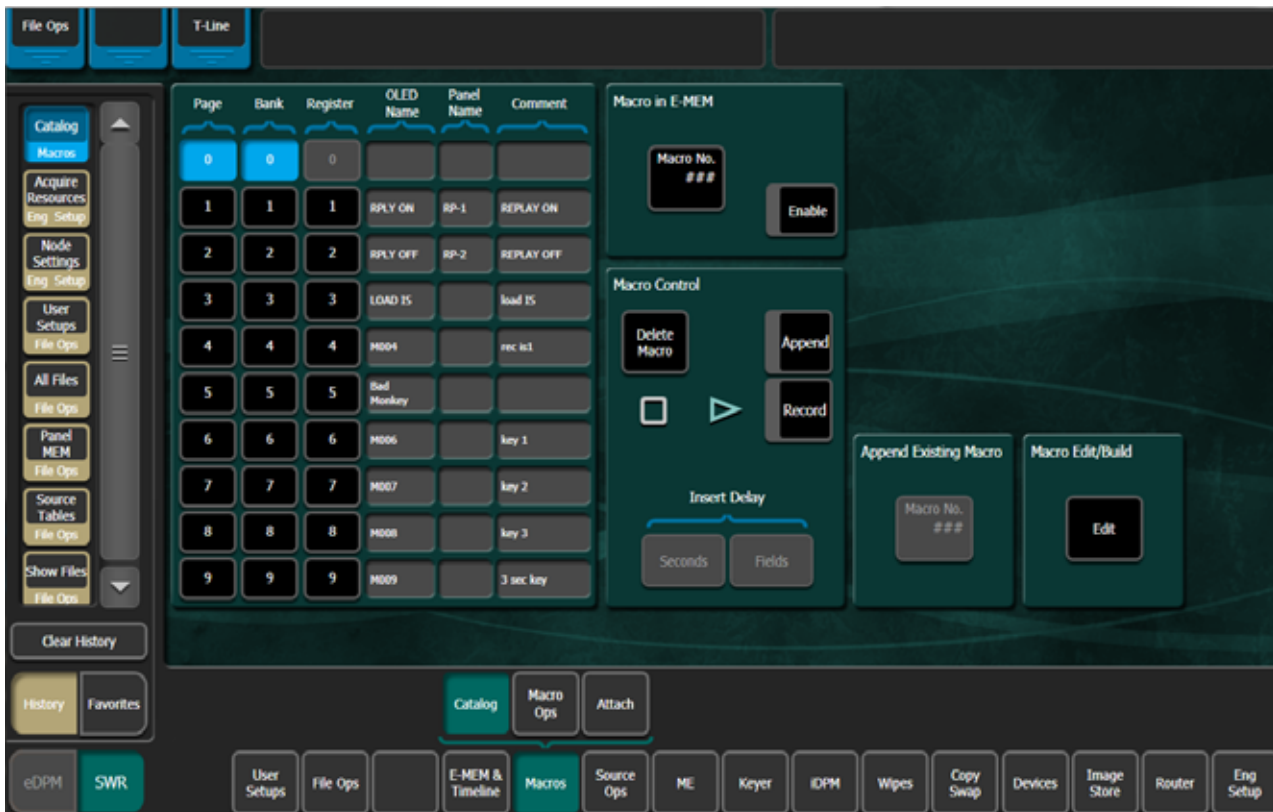 File Ops
T-Line
Catalog
Macros
Acquire
Resources
Eng Setup
Node
Settings
Eng Setup
User
Setups
File Ops
All Files
File Ops
Panel
MEM
File Ops
Source
Tables
File Ops
Show Files
File Ops
Clear History
History Favorites
eDPM SWR
Page Bank Register OLED Name Panel Name Comment
0 0 0
1 1 1 RPLY ON RP-1 REPLAY ON
2 2 2 RPLY OFF RP-2 REPLAY OFF
3 3 3 LOAD IS load IS
4 4 4 M004 rec is1
5 5 5 Bad Monkey
6 6 6 M006 key 1
7 7 7 M007 key 2
8 8 8 M008 key 3
9 9 9 M009 3 sec key
Macro in E-MEM
Macro No.
###
Enable
Macro Control
Delete
Macro
Append
Record
Insert Delay
Seconds Fields
Append Existing Macro
Macro No.
###
Macro Edit/Build
Edit
Catalog
Macro
Ops
Attach
User
Setups
File Ops
E-MEM &
Timeline
Macros
Source
Ops
ME
Keyer
iDPM
Wipes
Copy
Swap
Devices
Image
Store
Router
Eng
Setup